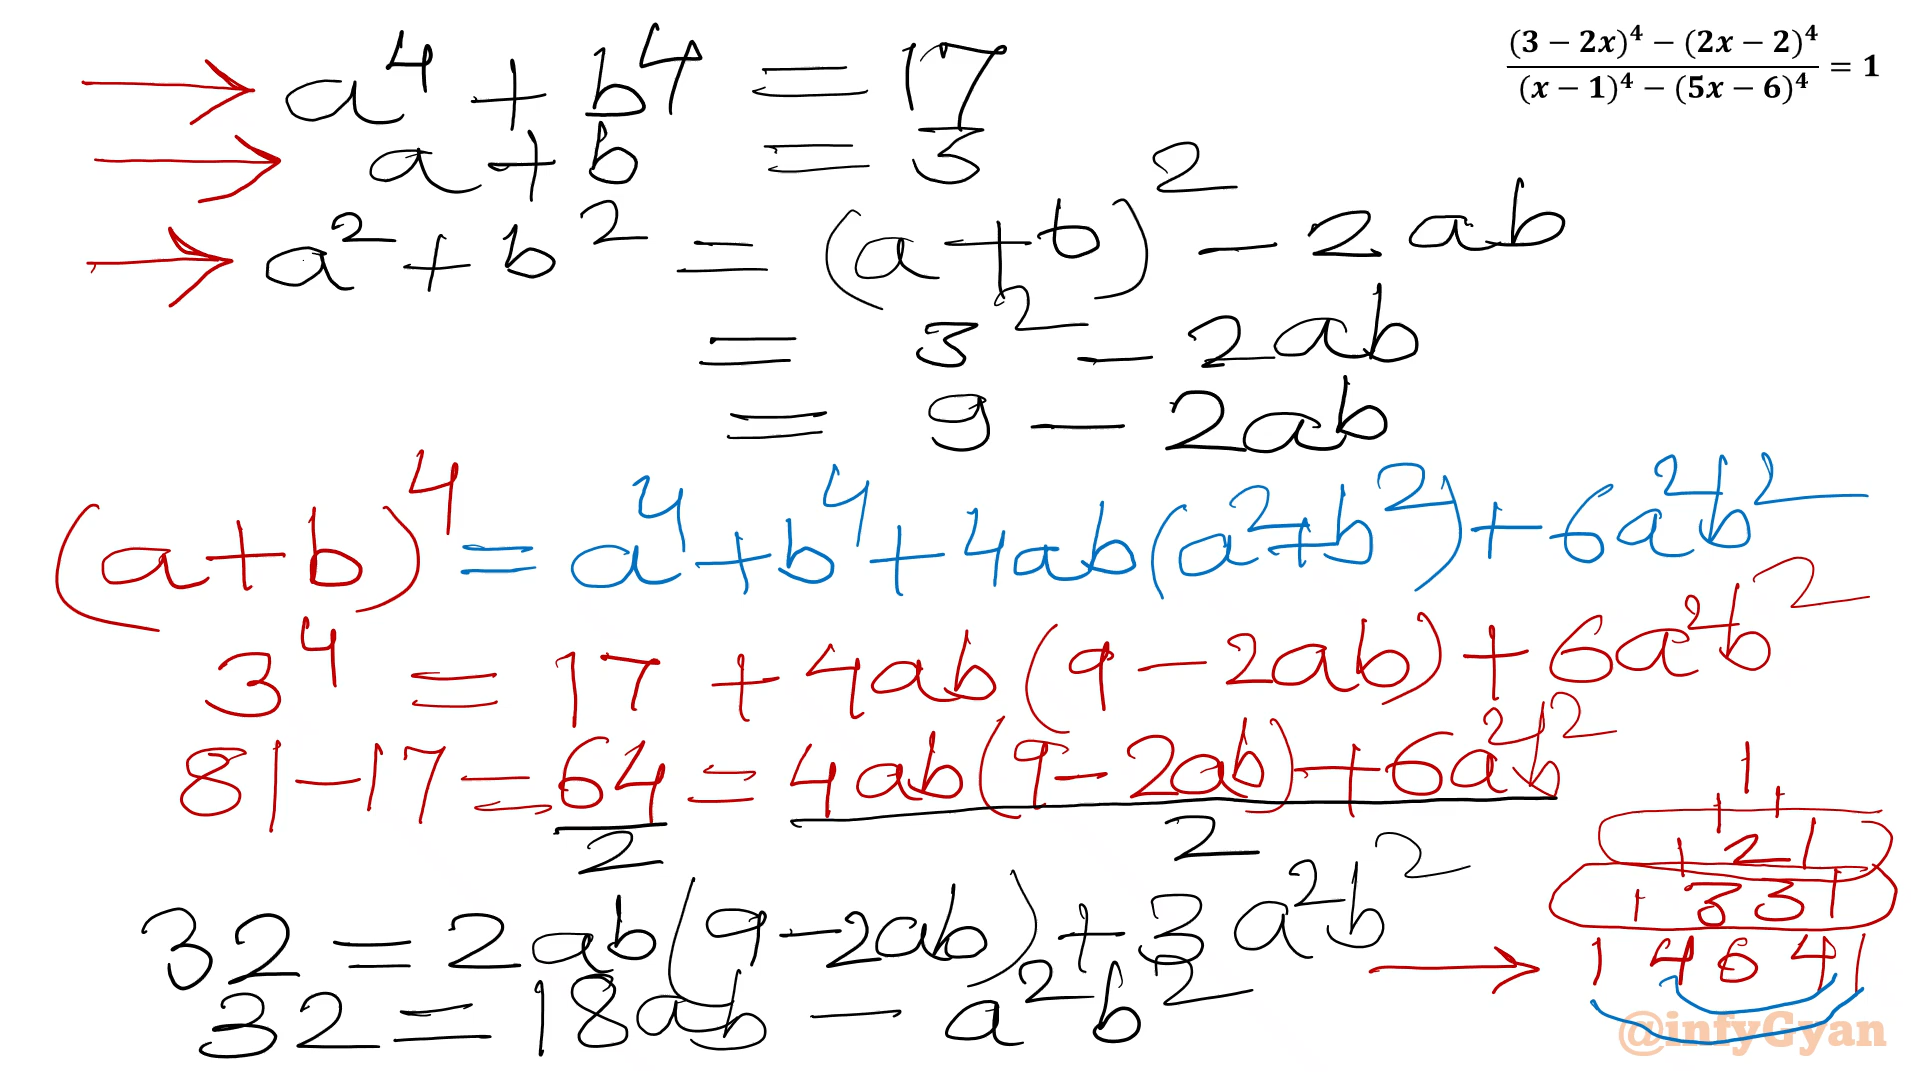 (3 − 2x)⁴ − (2x − 2)⁴ / (x − 1)⁴ − (5x − 6)⁴ = 1
a⁴ + b⁴ = 17
a + b = 3
a² + b² = (a + b)² − 2ab
= 3² − 2ab
= 9 − 2ab
(a + b)⁴ = a⁴ + b⁴ + 4ab(a² + b²) + 6a²b²
3⁴ = 17 + 4ab(9 − 2ab) + 6a²b²
81 − 17 = 64/2 = 4ab(9 − 2ab) + 6a²b²/2
32 = 2ab(9 − 2ab) + 3a²b²
32 = 18ab − a²b²
1
1 1
1 2 1
1 3 3 1
1 4 6 4 1
@infyGyan